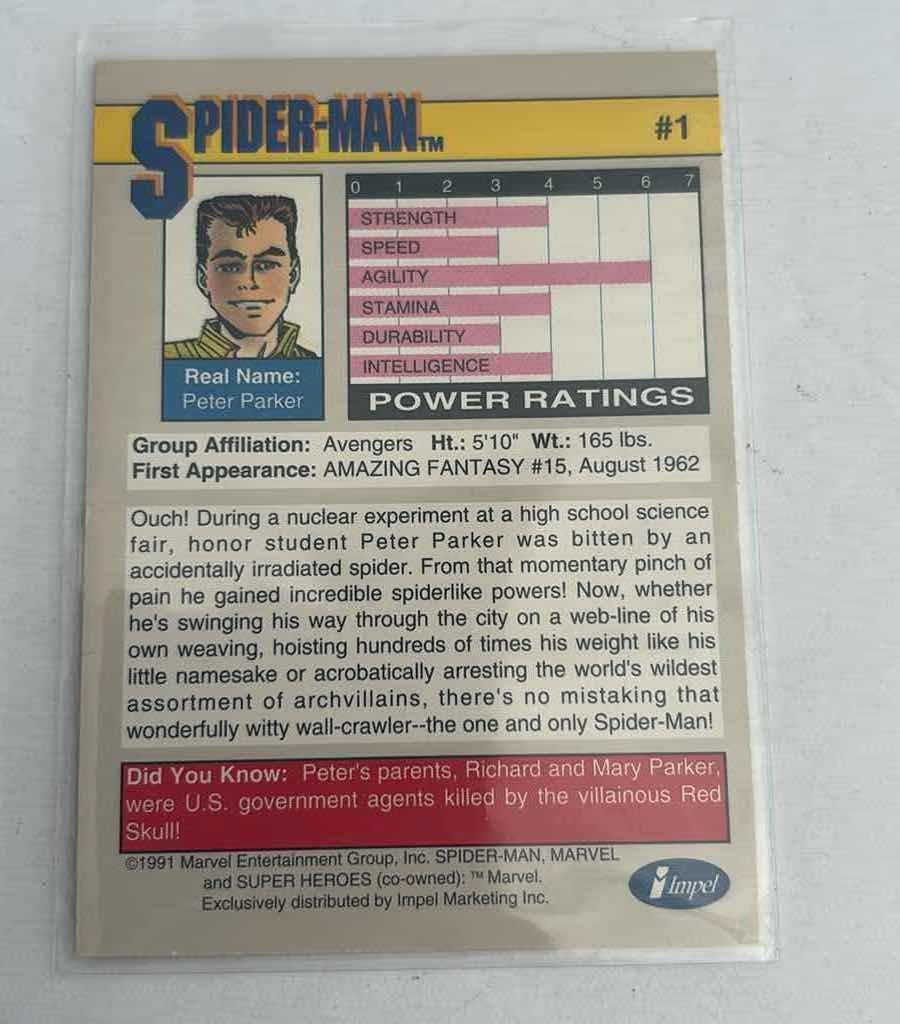 SPIDER-MAN™
#1
0 1 2 3 4 5 6 7
STRENGTH
SPEED
AGILITY
STAMINA
DURABILITY
INTELLIGENCE
POWER RATINGS
Real Name:
Peter Parker
Group Affiliation: Avengers Ht.: 5'10" Wt.: 165 lbs.
First Appearance: AMAZING FANTASY #15, August 1962
Ouch! During a nuclear experiment at a high school science
fair, honor student Peter Parker was bitten by an
accidentally irradiated spider. From that momentary pinch of
pain he gained incredible spiderlike powers! Now, whether
he's swinging his way through the city on a web-line of his
own weaving, hoisting hundreds of times his weight like his
little namesake or acrobatically arresting the world's wildest
assortment of archvillains, there's no mistaking that
wonderfully witty wall-crawler--the one and only Spider-Man!
Did You Know: Peter's parents, Richard and Mary Parker,
were U.S. government agents killed by the villainous Red
Skull!
©1991 Marvel Entertainment Group, Inc. SPIDER-MAN, MARVEL
and SUPER HEROES (co-owned): ™ Marvel.
Exclusively distributed by Impel Marketing Inc.
Impel